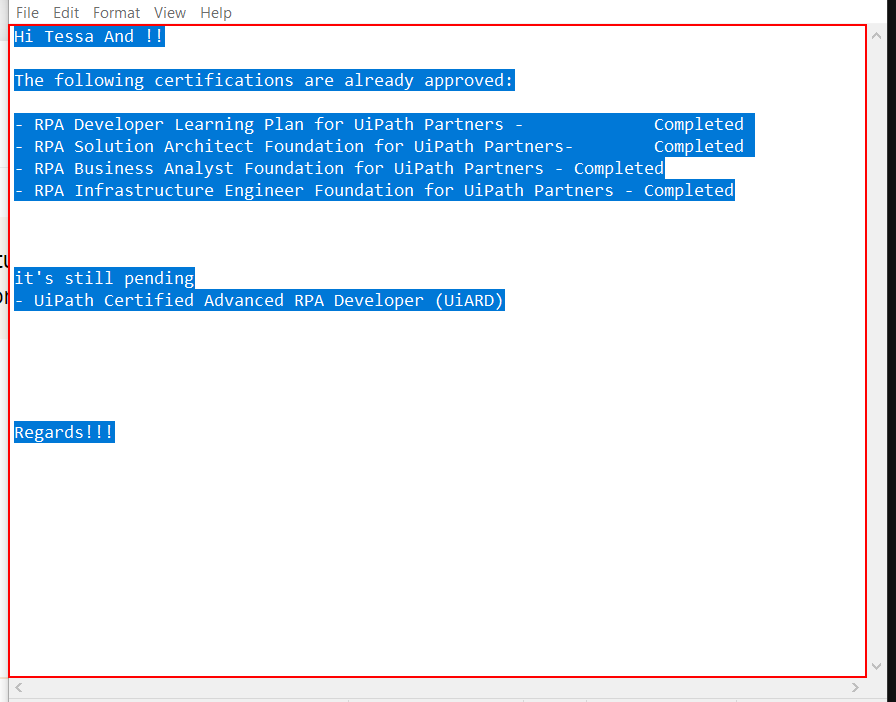 File Edit Format View Help
Hi Tessa And !!
The following certifications are already approved:
- RPA Developer Learning Plan for UiPath Partners - Completed
- RPA Solution Architect Foundation for UiPath Partners- Completed
- RPA Business Analyst Foundation for UiPath Partners - Completed
- RPA Infrastructure Engineer Foundation for UiPath Partners - Completed
it's still pending
- UiPath Certified Advanced RPA Developer (UiARD)
Regards!!!